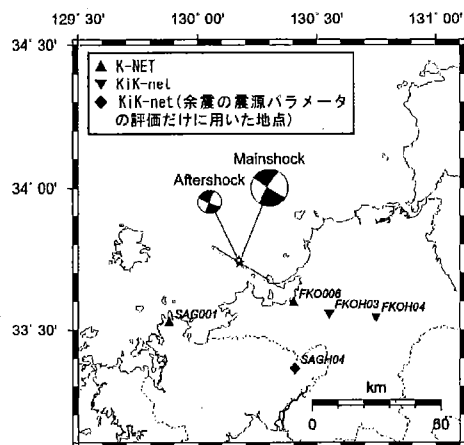 129° 30'
130° 00'
130° 30'
131° 00'
34° 30'
K-NET
KiK-net
KiK-net(余震の震源パラメータ
の評価だけに用いた地点)
Mainshock
Aftershock
34° 00'
FKO006
FKOH03
FKOH04
SAG001
33° 30'
SAGH04
km
0
50